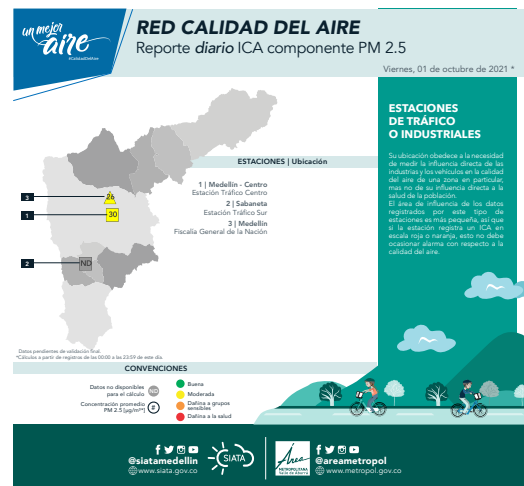 un mejor
aire
#CalidadDelAire
RED CALIDAD DEL AIRE
Reporte diario ICA componente PM 2.5
Viernes, 01 de octubre de 2021 *
ESTACIONES
DE TRÁFICO
O INDUSTRIALES
Su ubicación obedece a la necesidad
de medir la influencia directa de las
industrias y los vehículos en la calidad
del aire de una zona en particular,
mas no de su influencia directa a la
salud de la población.
El área de influencia de los datos
registrados por este tipo de
estaciones es más pequeña, así que
si la estación registra un ICA en
escala roja o naranja, esto no debe
ocasionar alarma con respecto a la
calidad del aire.
ESTACIONES | Ubicación
1 | Medellín - Centro
Estación Tráfico Centro
2 | Sabaneta
Estación Tráfico Sur
3 | Medellín
Fiscalía General de la Nación
3
26
1
30
2
ND
Datos pendientes de validación final.
*Cálculos a partir de registros de las 00:00 a las 23:59 de este día.
CONVENCIONES
Datos no disponibles
para el cálculo
ND
Concentración promedio
PM 2.5 [µg/m³]
#
Buena
Moderada
Dañina a grupos
sensibles
Dañina a la salud
@siatamedellin
www.siata.gov.co
SIATA
Área
METROPOLITANA
Valle de Aburrá
@areametropol
www.metropol.gov.co